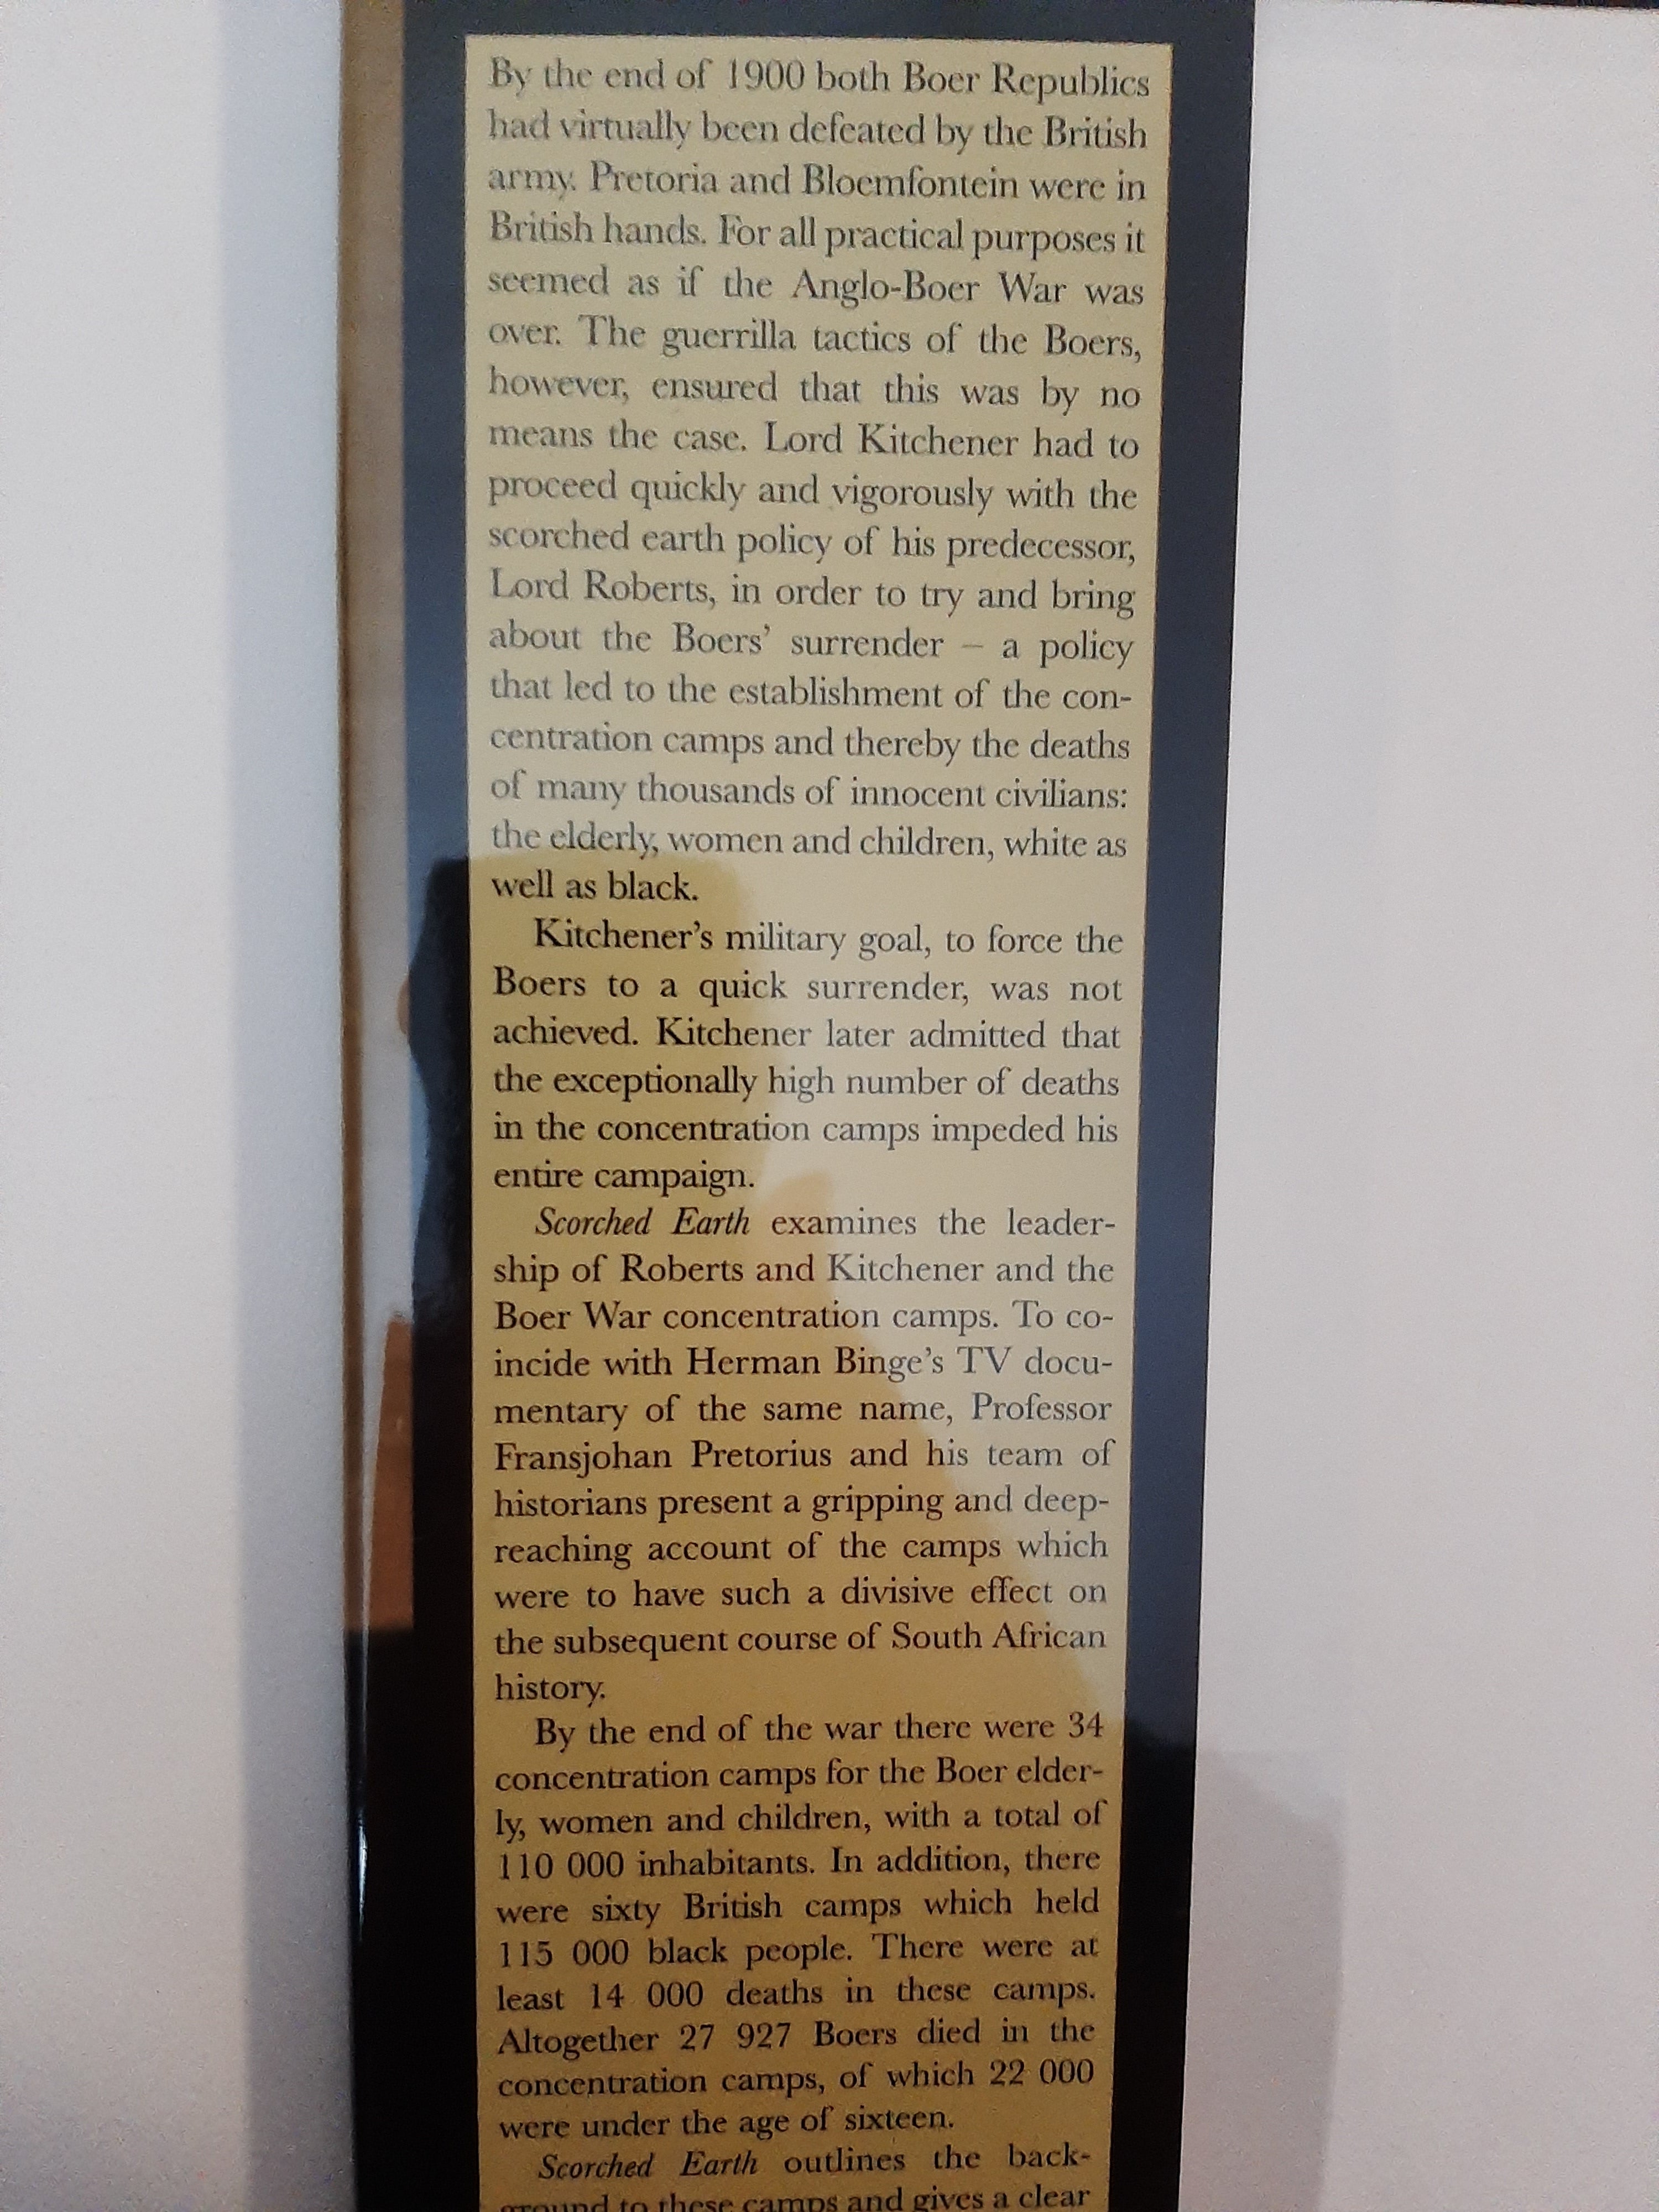 By the end of 1900 both Boer Republics
had virtually been defeated by the British
army. Pretoria and Bloemfontein were in
British hands. For all practical purposes it
seemed as if the Anglo-Boer War was
over. The guerrilla tactics of the Boers,
however, ensured that this was by no
means the case. Lord Kitchener had to
proceed quickly and vigorously with the
scorched earth policy of his predecessor,
Lord Roberts, in order to try and bring
about the Boers’ surrender – a policy
that led to the establishment of the con-
centration camps and thereby the deaths
of many thousands of innocent civilians:
the elderly, women and children, white as
well as black.
Kitchener’s military goal, to force the
Boers to a quick surrender, was not
achieved. Kitchener later admitted that
the exceptionally high number of deaths
in the concentration camps impeded his
entire campaign.
Scorched Earth examines the leader-
ship of Roberts and Kitchener and the
Boer War concentration camps. To co-
incide with Herman Binge’s TV docu-
mentary of the same name, Professor
Fransjohan Pretorius and his team of
historians present a gripping and deep-
reaching account of the camps which
were to have such a divisive effect on
the subsequent course of South African
history.
By the end of the war there were 34
concentration camps for the Boer elder-
ly, women and children, with a total of
110 000 inhabitants. In addition, there
were sixty British camps which held
115 000 black people. There were at
least 14 000 deaths in these camps.
Altogether 27 927 Boers died in the
concentration camps, of which 22 000
were under the age of sixteen.
Scorched Earth outlines the back-
ground to these camps and gives a clear